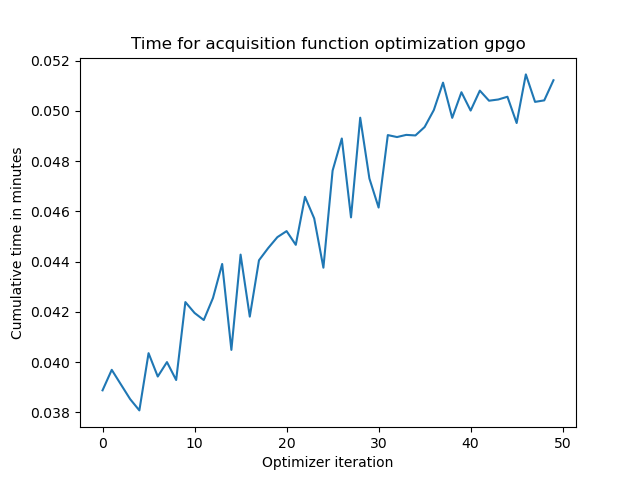 Time for acquisition function optimization gpgo
0.052
0.050
0.048
0.046
0.044
0.042
0.040
0.038
Cumulative time in minutes
0 10 20 30 40 50
Optimizer iteration